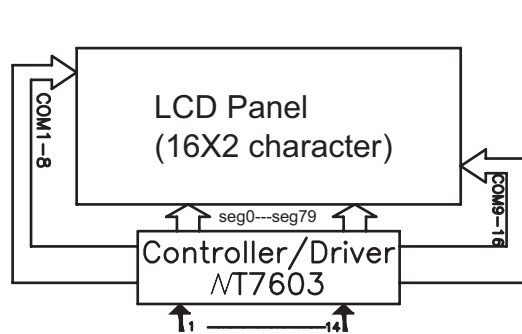 LCD Panel
(16X2 character)
COM1-8
COM9-16
seg0---seg79
Controller/Driver
NT7603
1 14